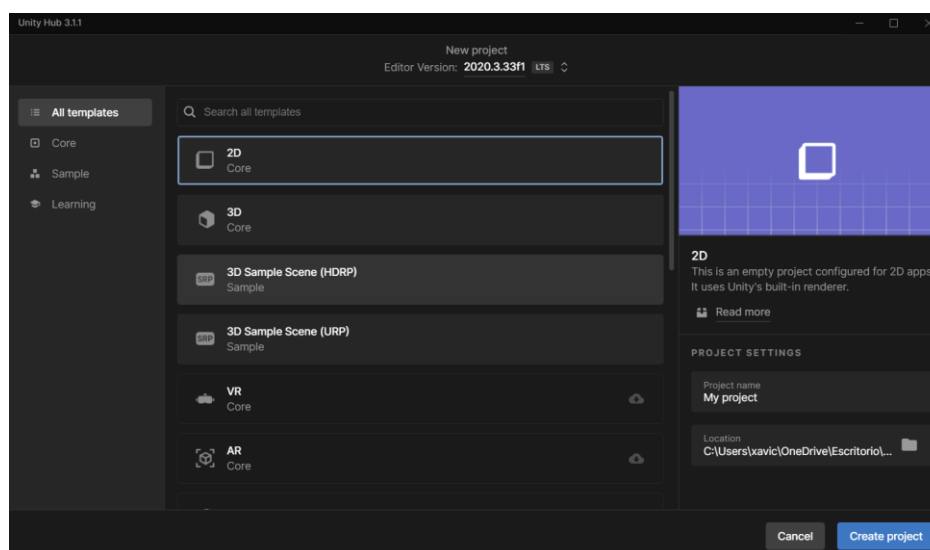 Unity Hub 3.1.1
New project
Editor Version: 2020.3.33f1 LTS
All templates
Core
Sample
Learning
Search all templates
2D
Core
3D
Core
SRP
3D Sample Scene (HDRP)
Sample
SRP
3D Sample Scene (URP)
Sample
VR
Core
AR
Core
2D
This is an empty project configured for 2D apps
It uses Unity's built-in renderer.
Read more
PROJECT SETTINGS
Project name
My project
Location
C:\Users\xavic\OneDrive\Escritorio\...
Cancel
Create project